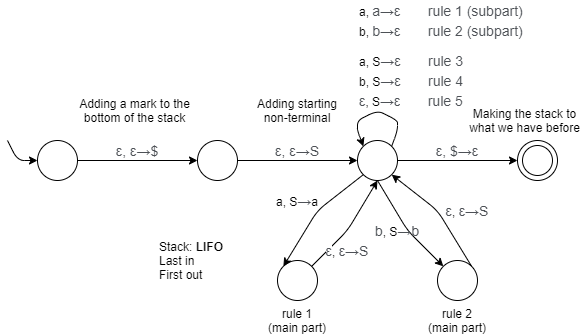 a, a→ε rule 1 (subpart)
b, b→ε rule 2 (subpart)
a, S→ε rule 3
b, S→ε rule 4
ε, S→ε rule 5
Adding a mark to the
bottom of the stack
Adding starting
non-terminal
Making the stack to
what we have before
ε, ε→$
ε, ε→S
ε, $→ε
a, S→a
ε, ε→S
b, S→b
ε, ε→S
Stack: LIFO
Last in
First out
rule 1
(main part)
rule 2
(main part)